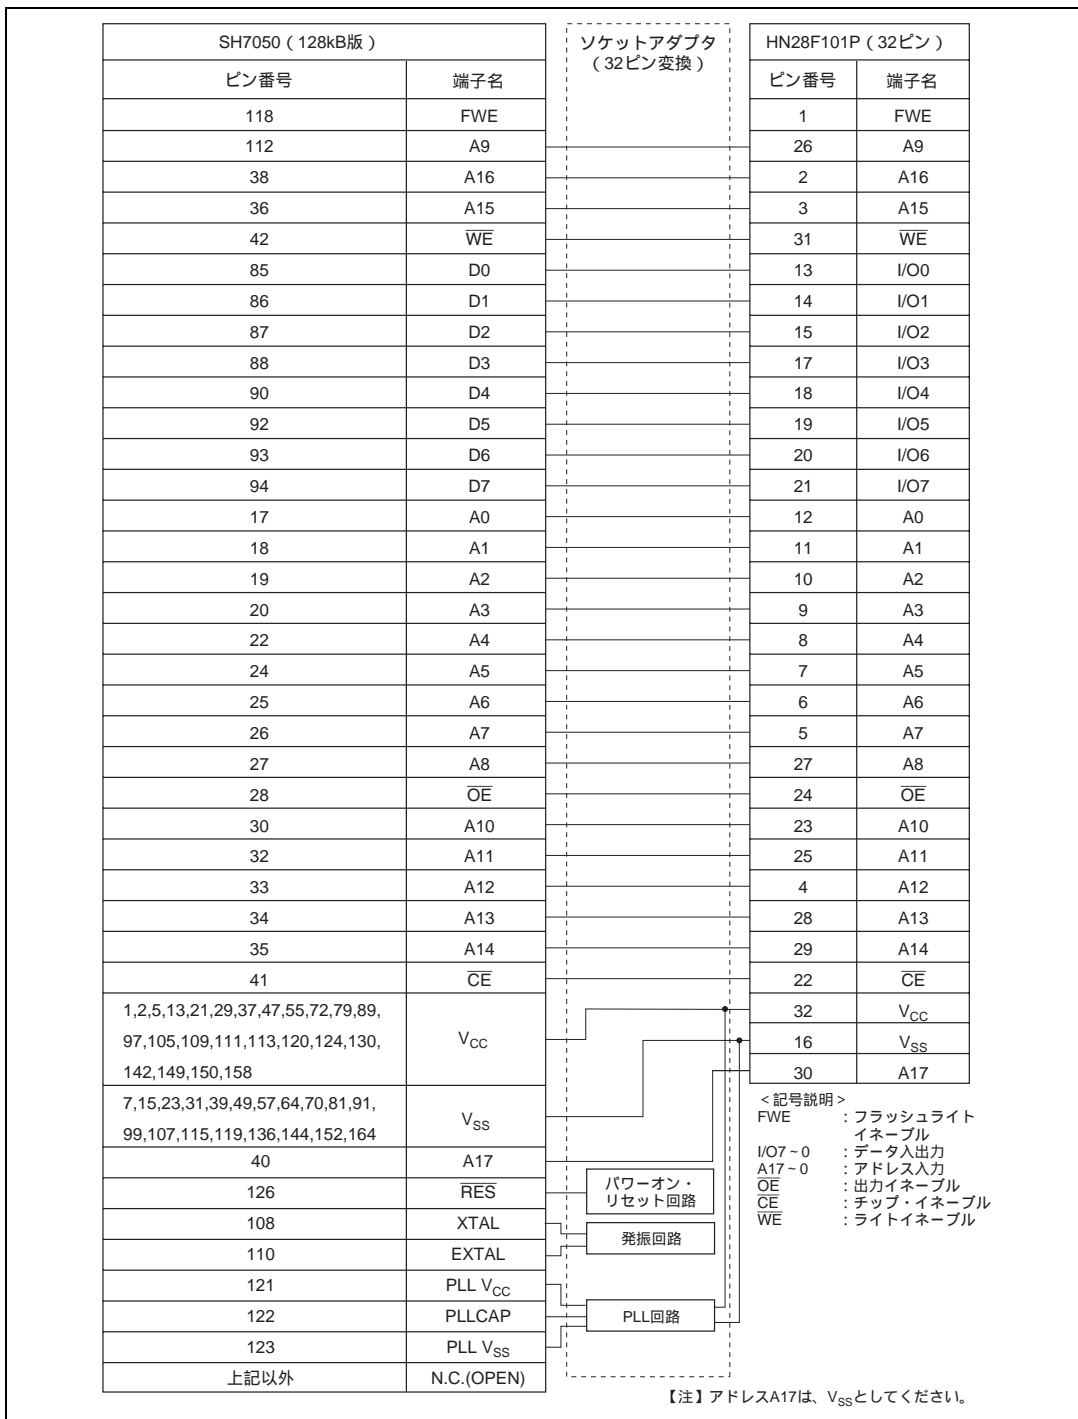 SH7050（128kB版） ソケットアダプタ HN28F101P（32ピン）
（32ピン変換）
ピン番号 端子名 ピン番号 端子名
118 FWE 1 FWE
112 A9 26 A9
38 A16 2 A16
36 A15 3 A15
42 W̅E̅ 31 W̅E̅
85 D0 13 I/O0
86 D1 14 I/O1
87 D2 15 I/O2
88 D3 17 I/O3
90 D4 18 I/O4
92 D5 19 I/O5
93 D6 20 I/O6
94 D7 21 I/O7
17 A0 12 A0
18 A1 11 A1
19 A2 10 A2
20 A3 9 A3
22 A4 8 A4
24 A5 7 A5
25 A6 6 A6
26 A7 5 A7
27 A8 27 A8
28 O̅E̅ 24 O̅E̅
30 A10 23 A10
32 A11 25 A11
33 A12 4 A12
34 A13 28 A13
35 A14 29 A14
41 C̅E̅ 22 C̅E̅
1,2,5,13,21,29,37,47,55,72,79,89, 32 VCC
97,105,109,111,113,120,124,130, VCC 16 VSS
142,149,150,158 30 A17
7,15,23,31,39,49,57,64,70,81,91,
99,107,115,119,136,144,152,164 VSS
40 A17
126 R̅E̅S̅ パワーオン・
リセット回路
108 XTAL 発振回路
110 EXTAL
121 PLL VCC
122 PLLCAP PLL回路
123 PLL VSS
上記以外 N.C.(OPEN)
＜記号説明＞
FWE ：フラッシュライト
イネーブル
I/O7～0 ：データ入出力
A17～0 ：アドレス入力
O̅E̅ ：出力イネーブル
C̅E̅ ：チップ・イネーブル
W̅E̅ ：ライトイネーブル
【注】アドレスA17は、VSSとしてください。